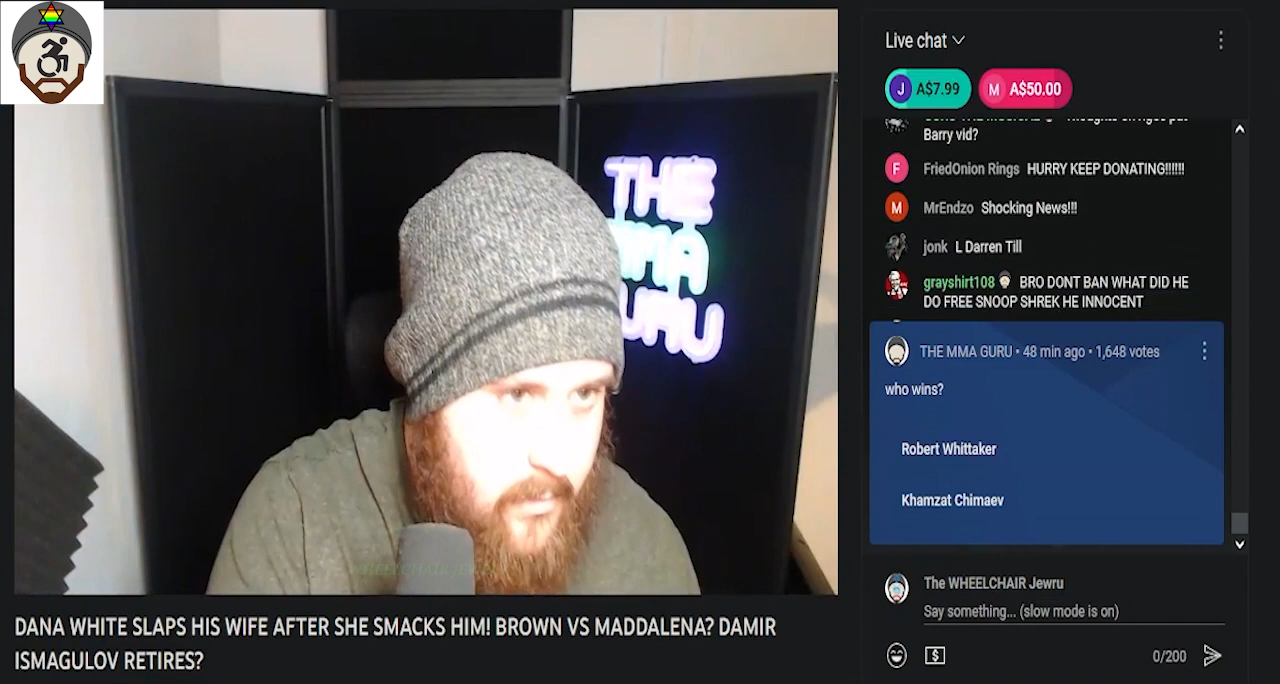 THE
MMA
GURU
WHEELCHAIR JEW
DANA WHITE SLAPS HIS WIFE AFTER SHE SMACKS HIM! BROWN VS MADDALENA? DAMIR
ISMAGULOV RETIRES?
Live chat
J A$7.99 M A$50.00
Barry vid?
F FriedOnion Rings HURRY KEEP DONATING!!!!!!
M MrEndzo Shocking News!!!
jonk L Darren Till
grayshirt108 BRO DONT BAN WHAT DID HE
DO FREE SNOOP SHREK HE INNOCENT
THE MMA GURU • 48 min ago • 1,648 votes
who wins?
Robert Whittaker
Khamzat Chimaev
The WHEELCHAIR Jewru
Say something... (slow mode is on)
$ 0/200